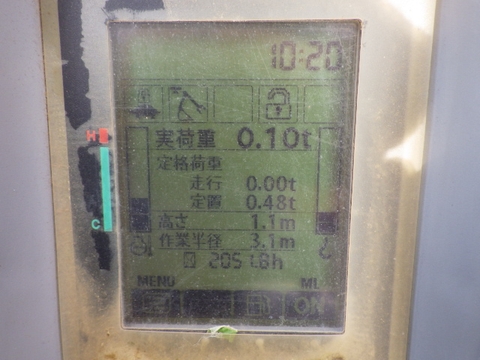 10:20
実荷重 0.10t
定格荷重
走行 0.00t
定置 0.48t
高さ 1.1m
作業半径 3.1m
H
C
MENU ML
ON